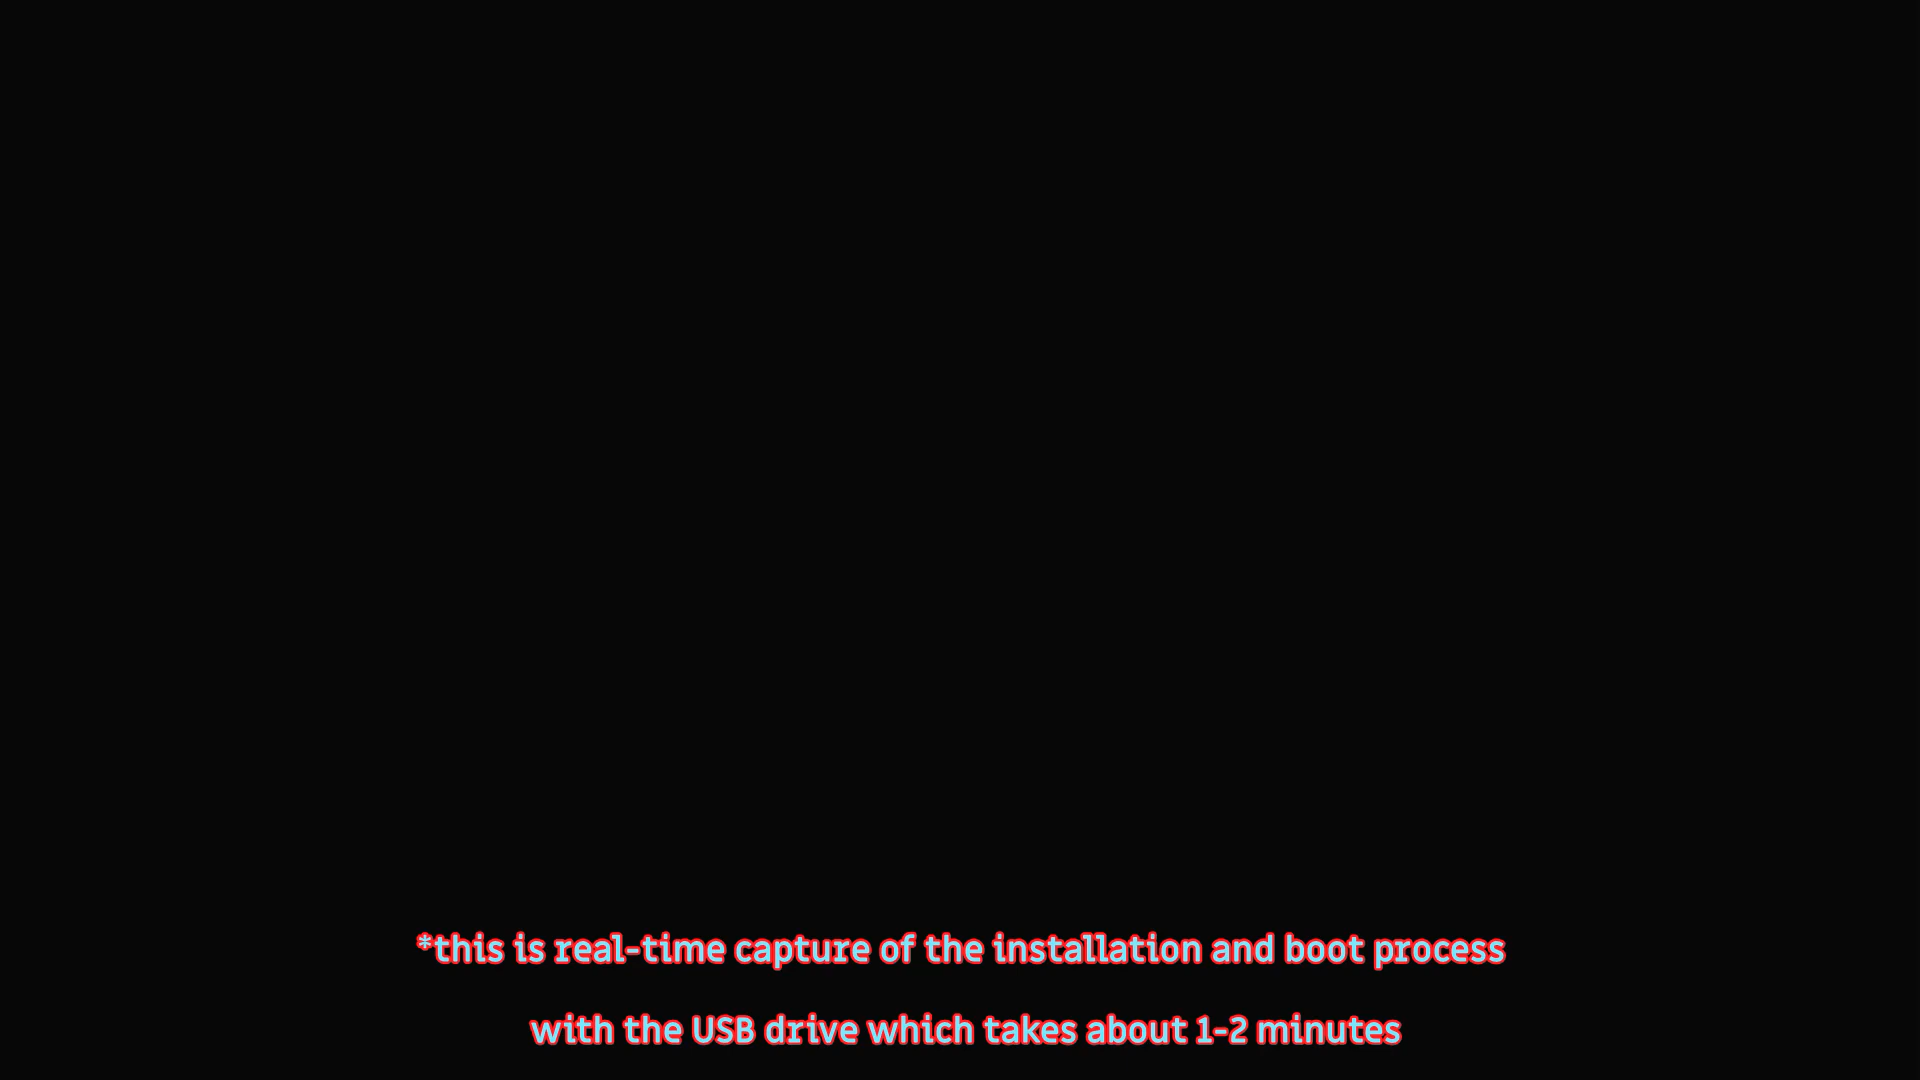 *this is real-time capture of the installation and boot process
with the USB drive which takes about 1-2 minutes